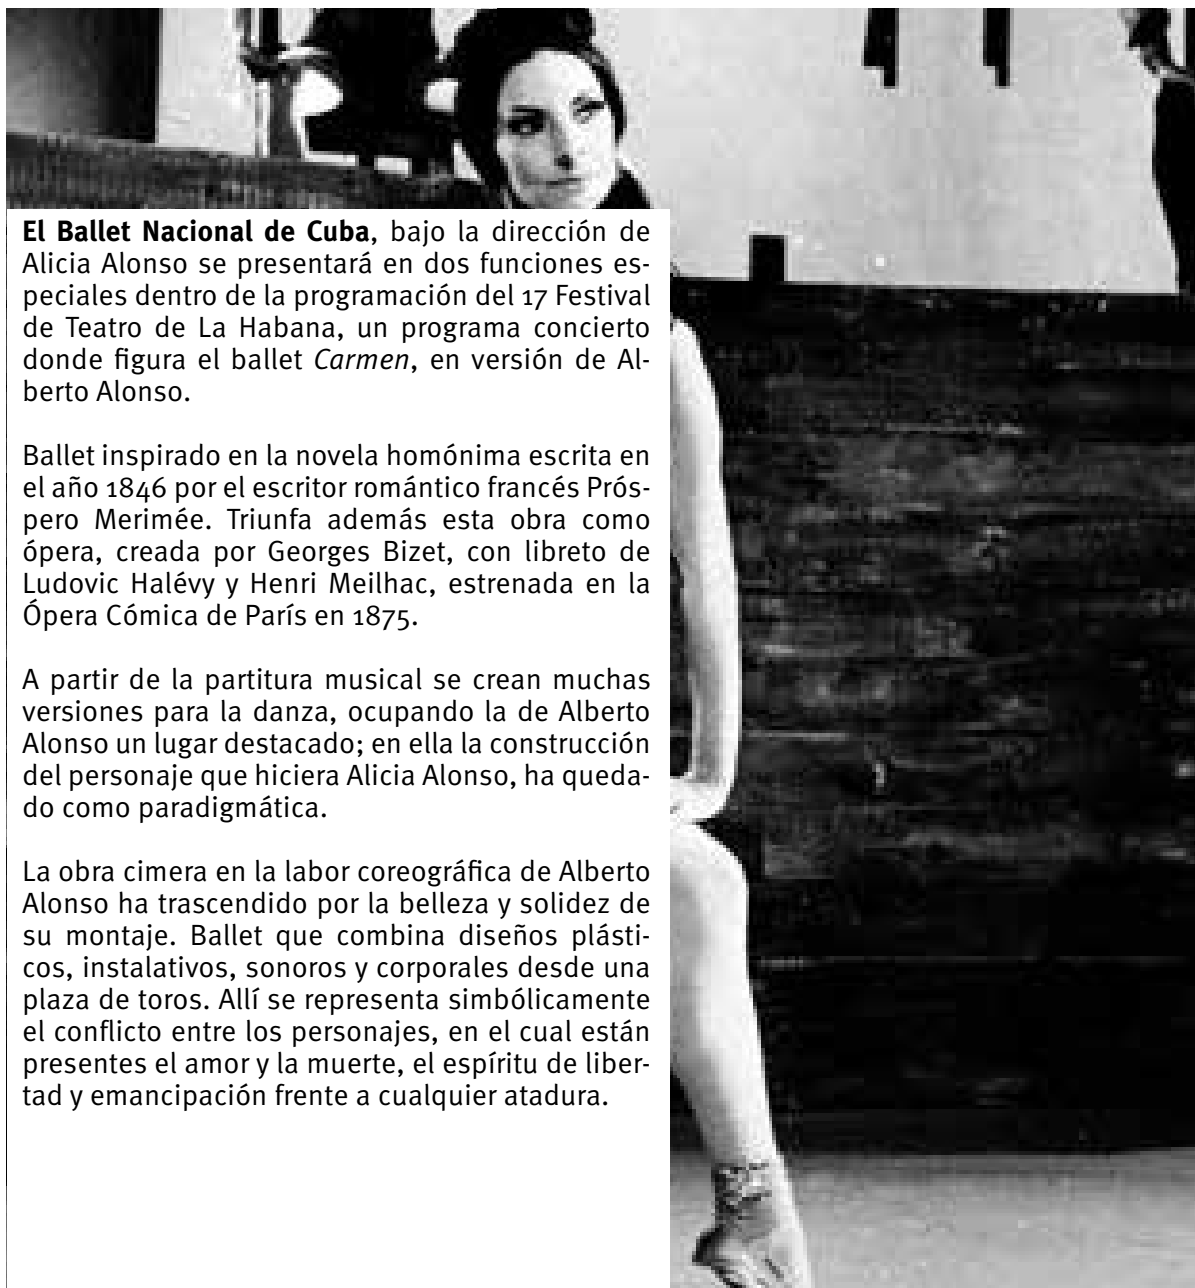 El Ballet Nacional de Cuba, bajo la dirección de
Alicia Alonso se presentará en dos funciones es-
peciales dentro de la programación del 17 Festival
de Teatro de La Habana, un programa concierto
donde figura el ballet Carmen, en versión de Al-
berto Alonso.
Ballet inspirado en la novela homónima escrita en
el año 1846 por el escritor romántico francés Prós-
pero Merimée. Triunfa además esta obra como
ópera, creada por Georges Bizet, con libreto de
Ludovic Halévy y Henri Meilhac, estrenada en la
Ópera Cómica de París en 1875.
A partir de la partitura musical se crean muchas
versiones para la danza, ocupando la de Alberto
Alonso un lugar destacado; en ella la construcción
del personaje que hiciera Alicia Alonso, ha queda-
do como paradigmática.
La obra cimera en la labor coreográfica de Alberto
Alonso ha trascendido por la belleza y solidez de
su montaje. Ballet que combina diseños plásti-
cos, instalativos, sonoros y corporales desde una
plaza de toros. Allí se representa simbólicamente
el conflicto entre los personajes, en el cual están
presentes el amor y la muerte, el espíritu de liber-
tad y emancipación frente a cualquier atadura.